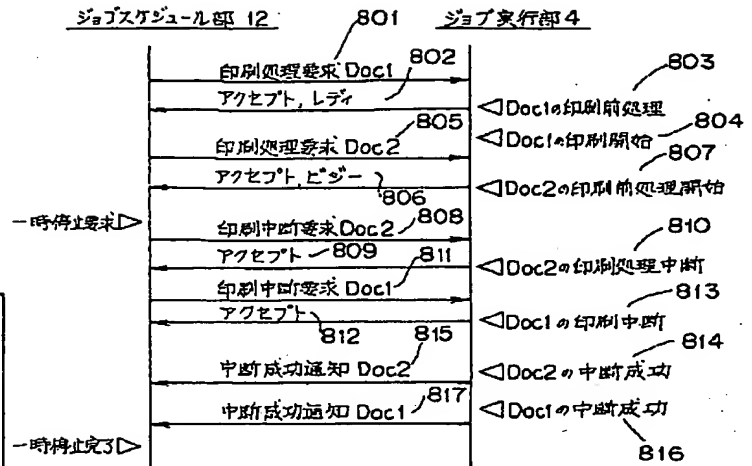 ジョブスケジュール部 12 ジョブ実行部4
801
印刷処理要求 Doc1
802
803
アクセプト, レディ
◁Doc1の印刷前処理
805
◁Doc1の印刷開始
804
印刷処理要求 Doc2
807
アクセプト, ビジー
806
◁Doc2の印刷前処理開始
一時停止要求▷
印刷中断要求 Doc2
808
810
アクセプト
809
811
◁Doc2の印刷処理中断
印刷中断要求 Doc1
813
アクセプト
812
◁Doc1の印刷中断
815
814
中断成功通知 Doc2
◁Doc2の中断成功
817
中断成功通知 Doc1
◁Doc1の中断成功
一時停止完了▷
816